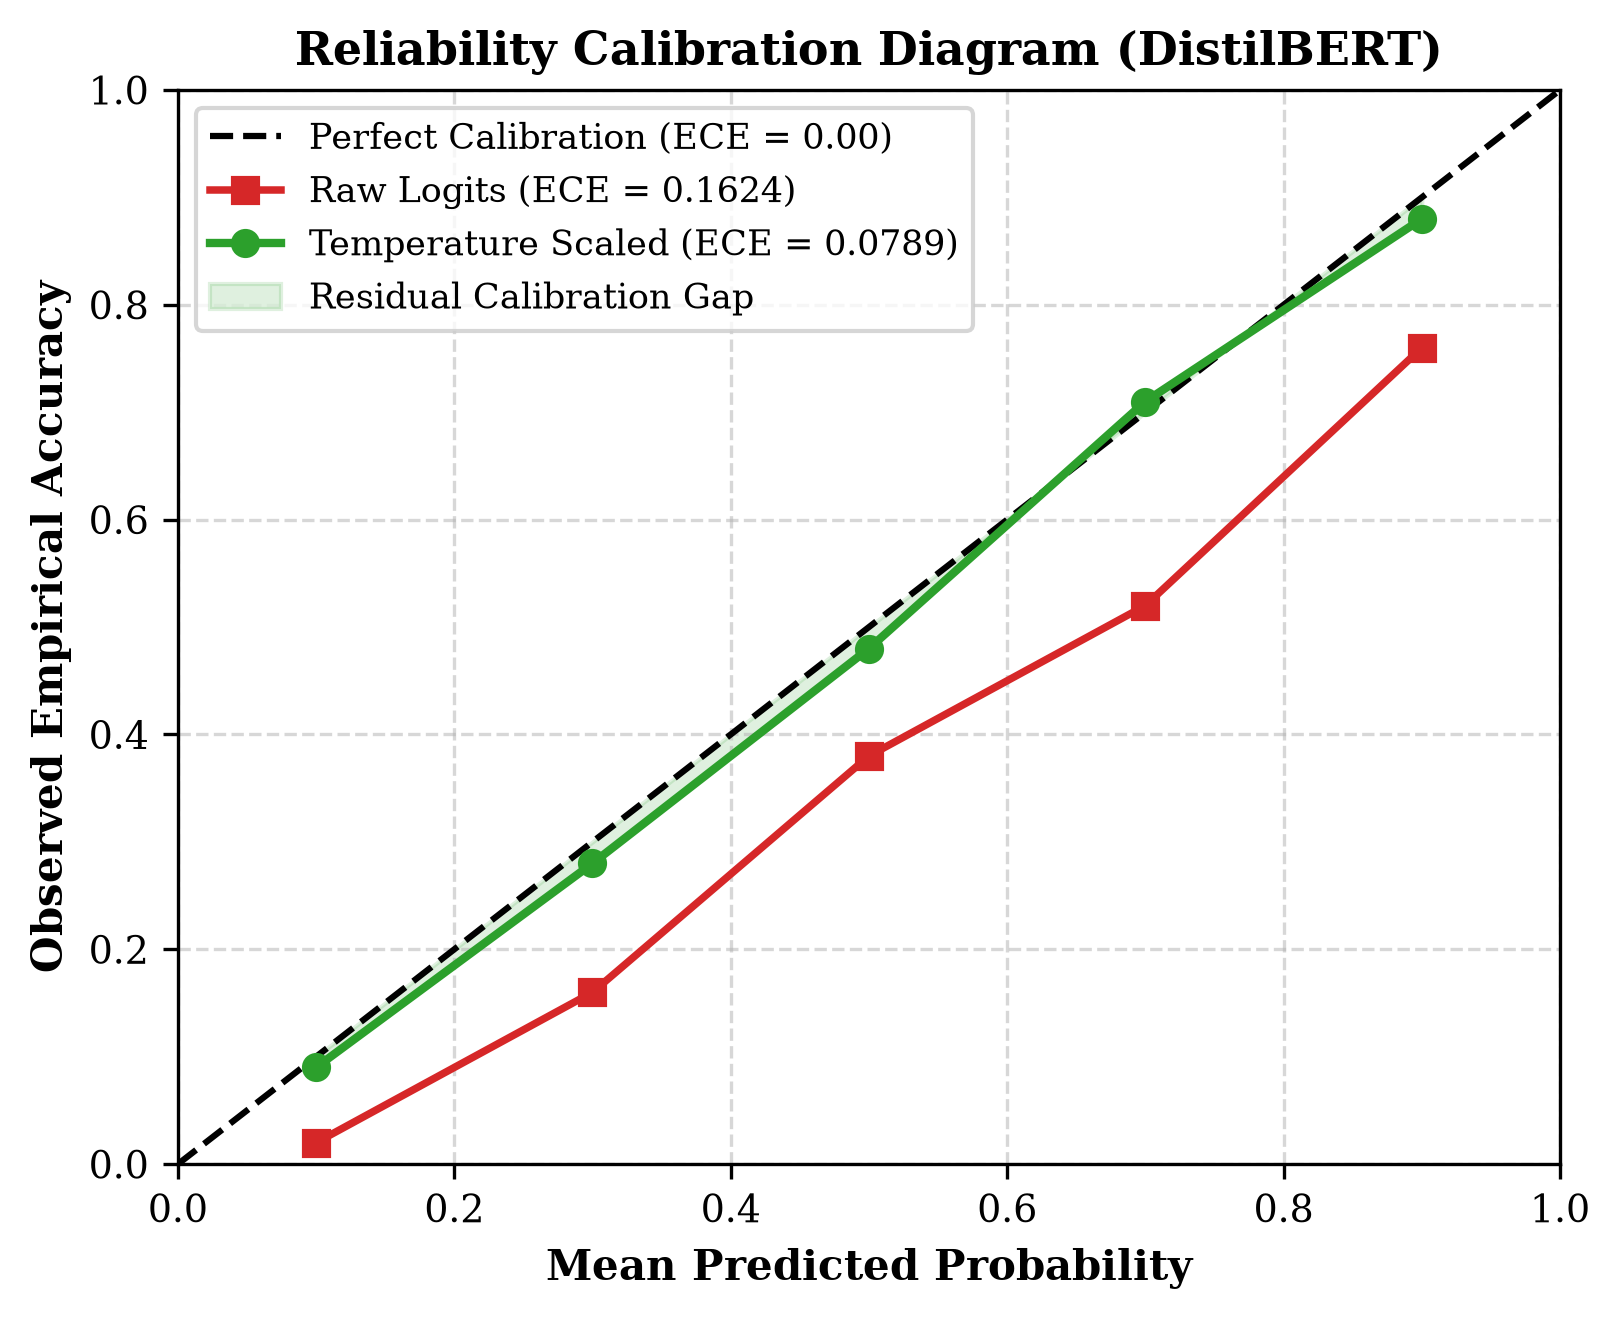 Reliability Calibration Diagram (DistilBERT)
1.0
0.8
0.6
0.4
0.2
0.0
Observed Empirical Accuracy
Perfect Calibration (ECE = 0.00)
Raw Logits (ECE = 0.1624)
Temperature Scaled (ECE = 0.0789)
Residual Calibration Gap
0.0 0.2 0.4 0.6 0.8 1.0
Mean Predicted Probability